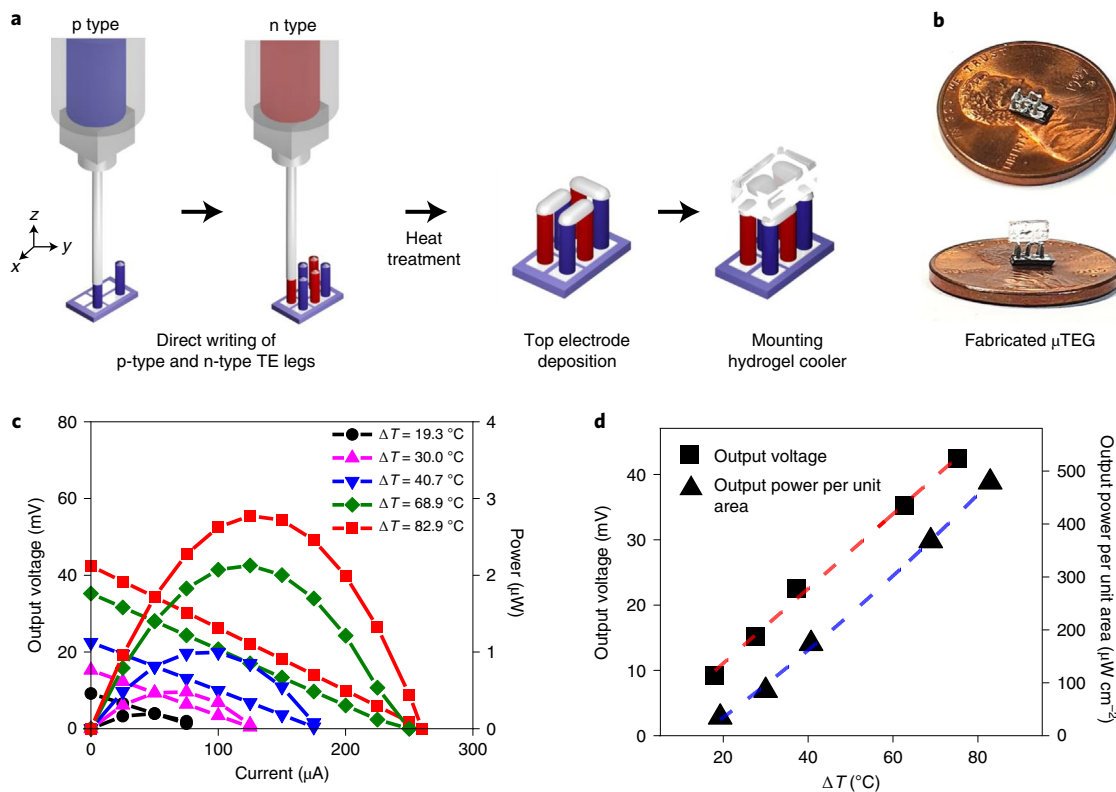 a
p type
n type
z
y
x
Heat
treatment
Direct writing of
p-type and n-type TE legs
Top electrode
deposition
Mounting
hydrogel cooler
b
TRUST
LIBERTY
Fabricated μTEG
c
Output voltage (mV)
80
60
40
20
0
ΔT = 19.3 °C
ΔT = 30.0 °C
ΔT = 40.7 °C
ΔT = 68.9 °C
ΔT = 82.9 °C
4
3
2
1
0
Power (μW)
0
100
200
300
Current (μA)
d
Output voltage (mV)
40
30
20
10
0
Output voltage
Output power per unit
area
500
400
300
200
100
0
Output power per unit area (μW cm⁻²)
20
40
60
80
ΔT (°C)